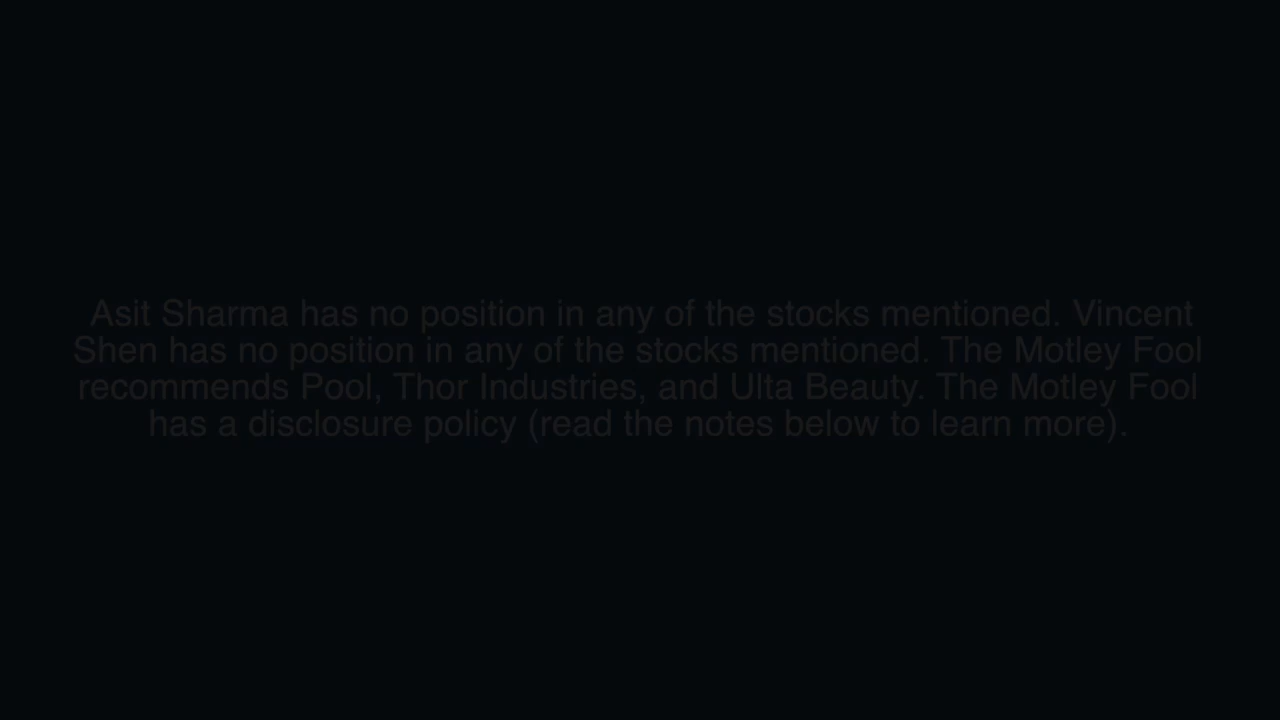 Asit Sharma has no position in any of the stocks mentioned. Vincent
Shen has no position in any of the stocks mentioned. The Motley Fool
recommends Pool, Thor Industries, and Ulta Beauty. The Motley Fool
has a disclosure policy (read the notes below to learn more).